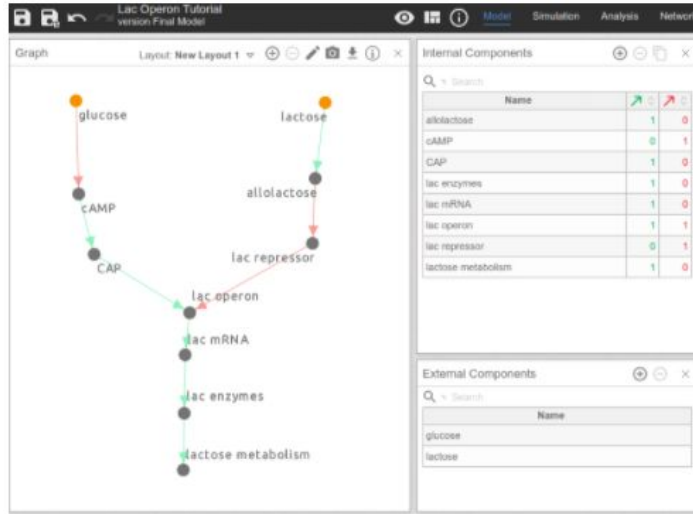 Lac Operon Tutorial
version Final Model
Model Simulation Analysis Networ
Graph
Layout: New Layout 1
glucose
lactose
cAMP
allolactose
CAP
lac repressor
lac operon
lac mRNA
lac enzymes
lactose metabolism
Internal Components
Search
Name
allolactose 1 0
cAMP 0 1
CAP 1 0
lac enzymes 1 0
lac mRNA 1 0
lac operon 1 1
lac repressor 0 1
lactose metabolism 1 0
External Components
Search
Name
glucose
lactose